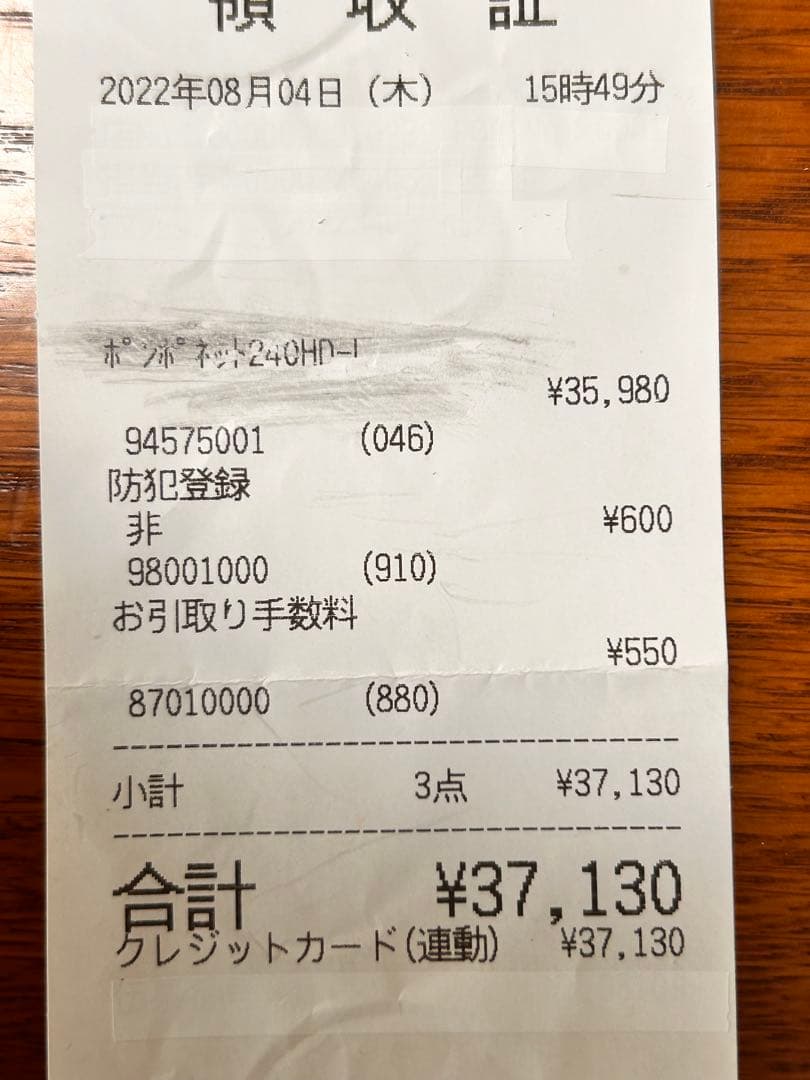 領収証
2022年08月04日（木） 15時49分
ﾎﾟﾝﾎﾟﾈｯﾄ240HD-L
¥35,980
94575001 (046)
防犯登録
非 ¥600
98001000 (910)
お引取り手数料
¥550
87010000 (880)
小計 3点 ¥37,130
合計 ¥37,130
クレジットカード(連動) ¥37,130